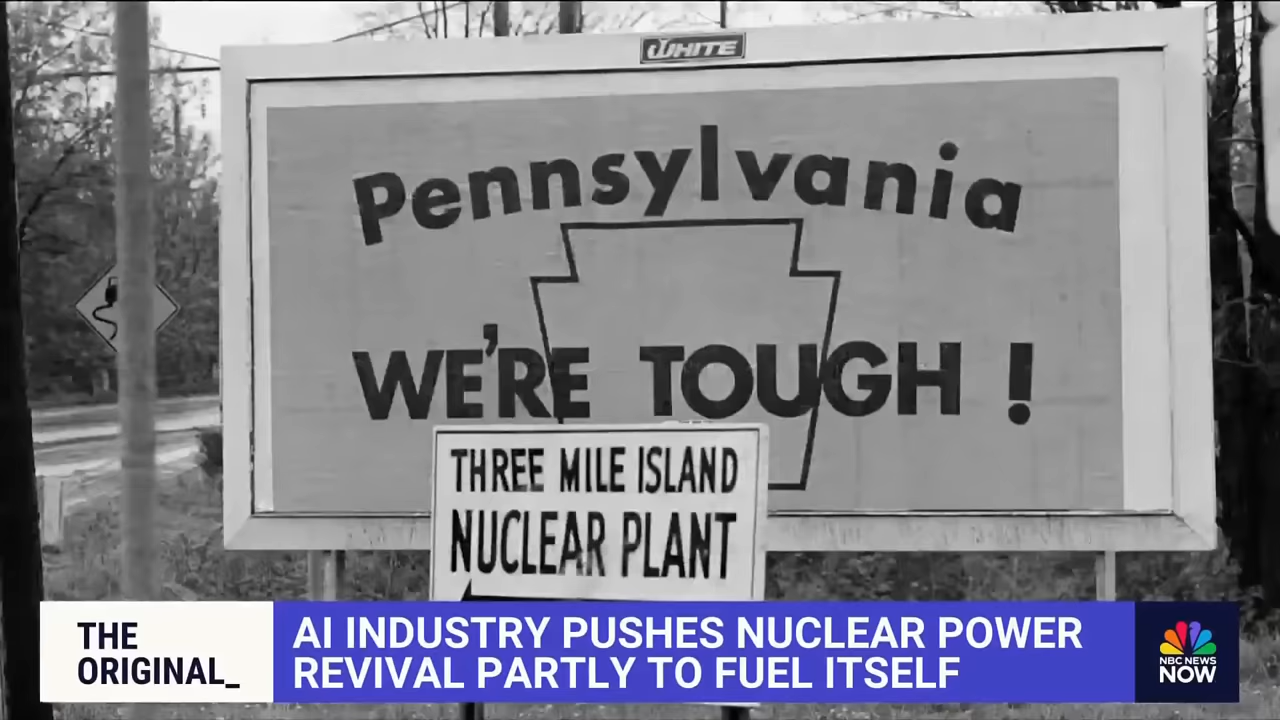 WHITE
Pennsylvania
WE'RE TOUGH !
THREE MILE ISLAND
NUCLEAR PLANT
THE
ORIGINAL_
AI INDUSTRY PUSHES NUCLEAR POWER
REVIVAL PARTLY TO FUEL ITSELF
NBC NEWS
NOW